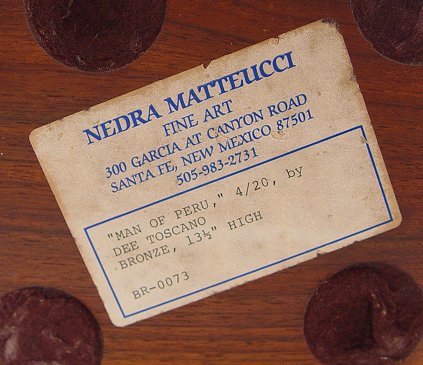 NEDRA MATTEUCCI
FINE ART
300 GARCIA AT CANYON ROAD
SANTA FE, NEW MEXICO 87501
505-983-2731
"MAN OF PERU," 4/20, by
DEE TOSCANO
BRONZE, 13½" HIGH
BR-0073